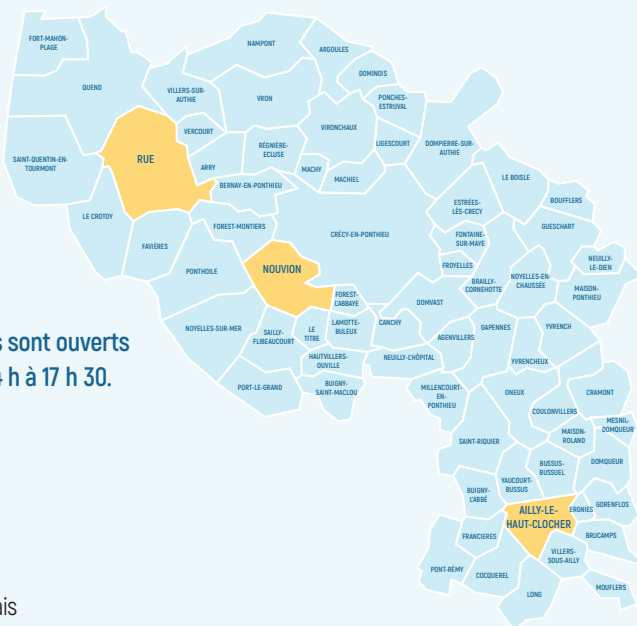 FORT-MAHON-
PLAGE
NAMPONT
ARGOULES
DOMINOIS
QUEND
VILLERS-SUR-
AUTHIE
VRON
PONCHES-
ESTRUVAL
VERCOURT
VIRONCHAUX
LIGESCOURT
DOMPIERRE-SUR-
AUTHIE
SAINT-QUENTIN-EN-
TOURMONT
RUE
ARRY
RÉGNIÈRE-
ECLUSE
MACHY
MACHIEL
BERNAY-EN-PONTHIEU
LE BOISLE
BOUFFLERS
LE CROTOY
FAVIÈRES
FOREST-MONTIERS
CRÉCY-EN-PONTHIEU
ESTRÉES-
LÈS-CRECY
GUESCHART
FONTAINE-
SUR-MAYE
PONTHOILE
NOUVION
FROYELLES
BRAILLY-
CORNEHOTTE
NOYELLES-EN-
CHAUSSÉE
NEUILLY-
LE-DIEN
MAISON-
PONTHIEU
FOREST-
L'ABBAYE
DOMVAST
NOYELLES-SUR-MER
SAILLY-
FLIBEAUCOURT
LE
TITRE
LAMOTTE-
BULEUX
CANCHY
AGENVILLERS
GAPENNES
YVRENCH
s sont ouverts
4 h à 17 h 30.
HAUTVILLERS-
OUVILLE
NEUILLY-L'HÔPITAL
YVRENCHEUX
PORT-LE-GRAND
BUIGNY-
SAINT-MACLOU
MILLENCOURT-
EN-
PONTHIEU
ONEUX
CRAMONT
COULONVILLERS
MESNIL-
DOMQUEUR
SAINT-RIQUIER
MAISON-
ROLAND
BUSSUS-
BUSSUEL
DOMQUEUR
YAUCOURT-
BUSSUS
BUIGNY-
L'ABBÉ
AILLY-LE-
HAUT-CLOCHER
ERGNIES
GORENFLOS
FRANCIERES
BRUCAMPS
VILLERS-
SOUS-AILLY
PONT-RÉMY
COCQUEREL
MOUFLERS
LONG
ais